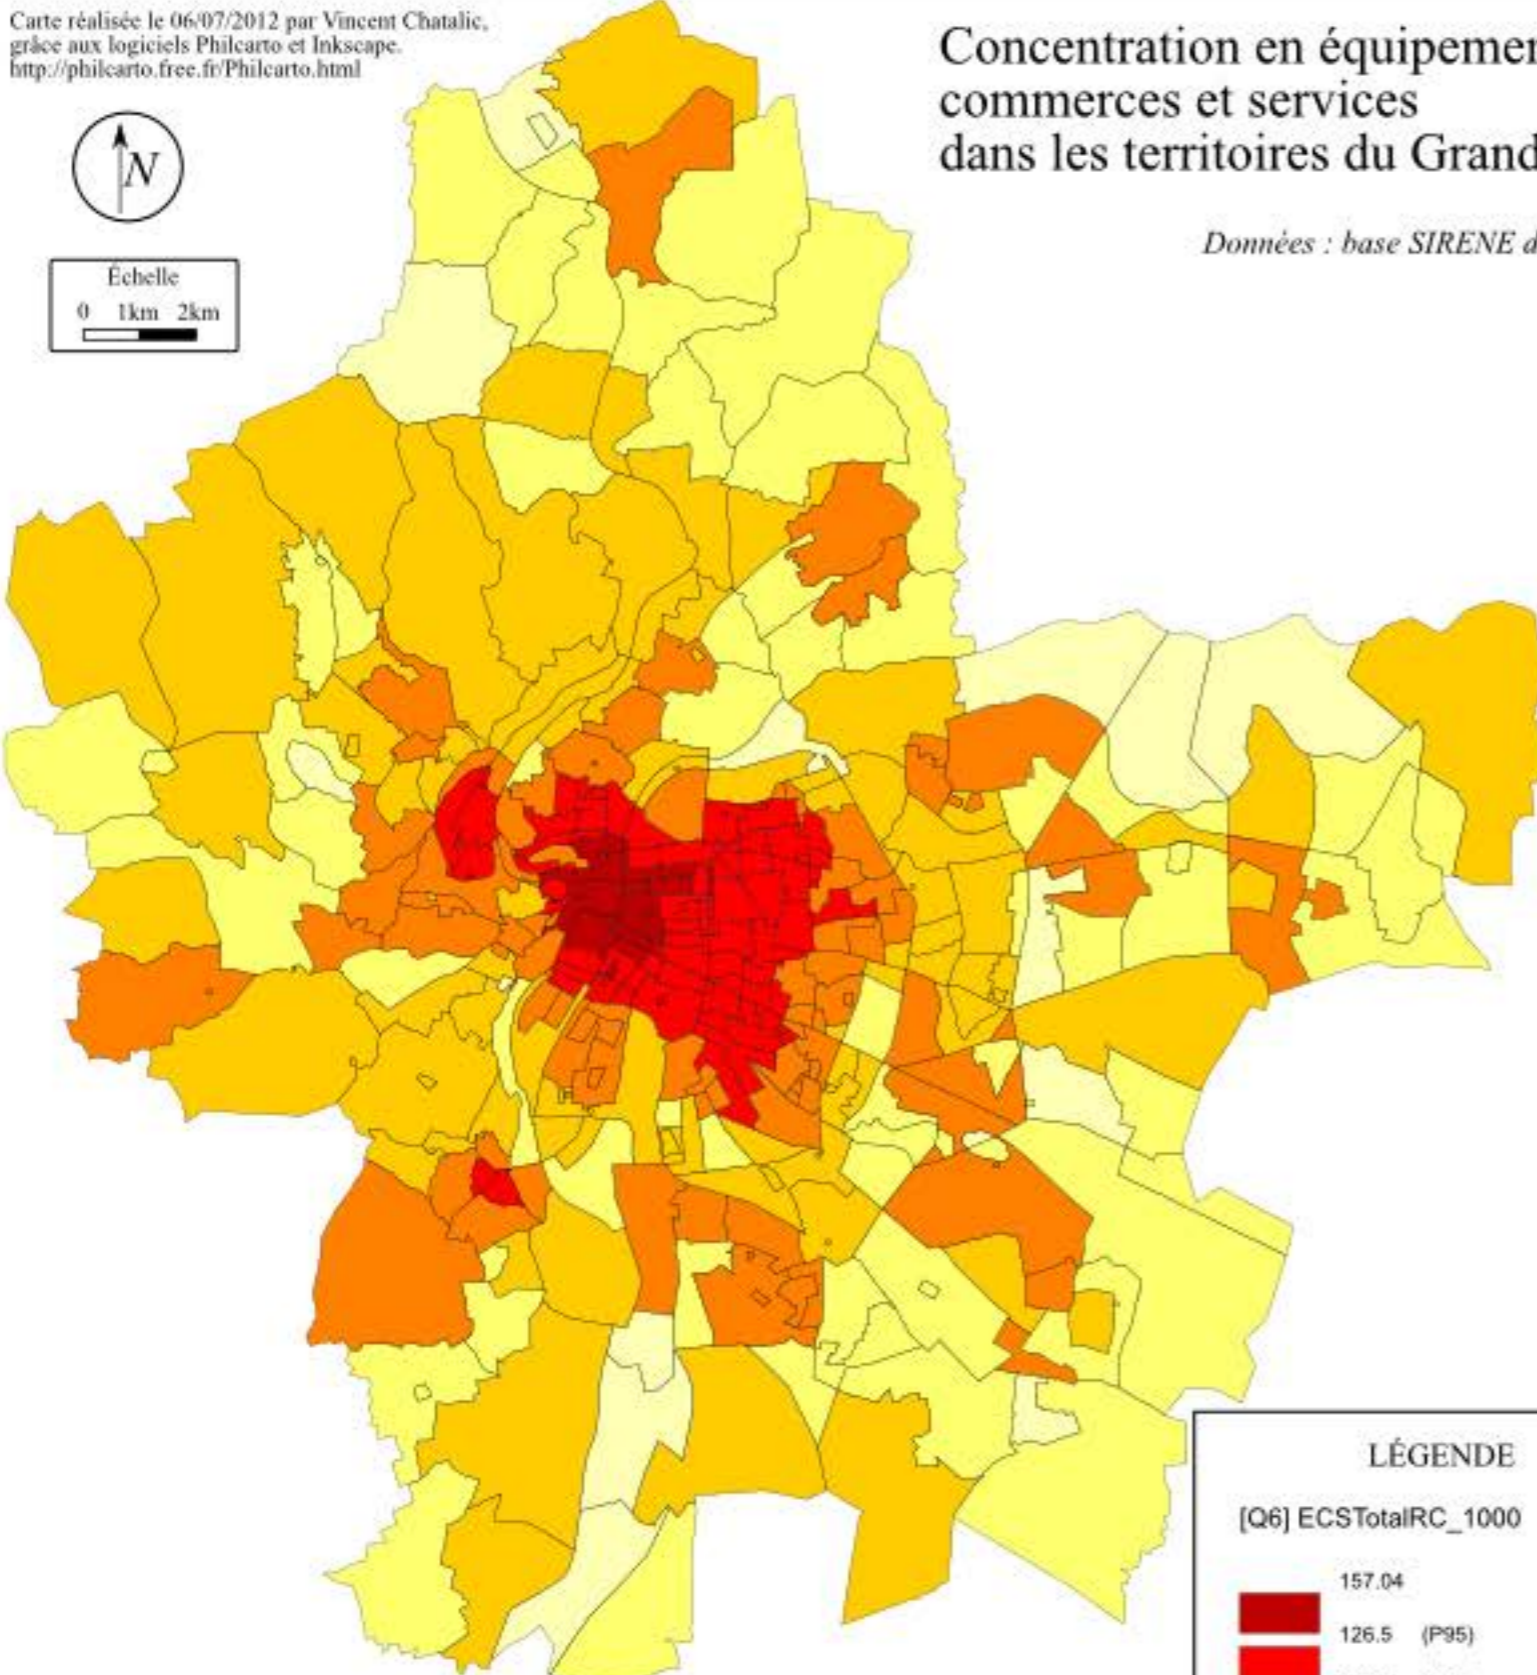 Carte réalisée le 06/07/2012 par Vincent Chatalic,
grâce aux logiciels Philcarto et Inkscape.
http://philcarto.free.fr/Philcarto.html
N
Échelle
0 1km 2km
Concentration en équipemen
commerces et services
dans les territoires du Grand
Données : base SIRENE d
LÉGENDE
[Q6] ECSTotalRC_1000
157.04
126.5 (P95)